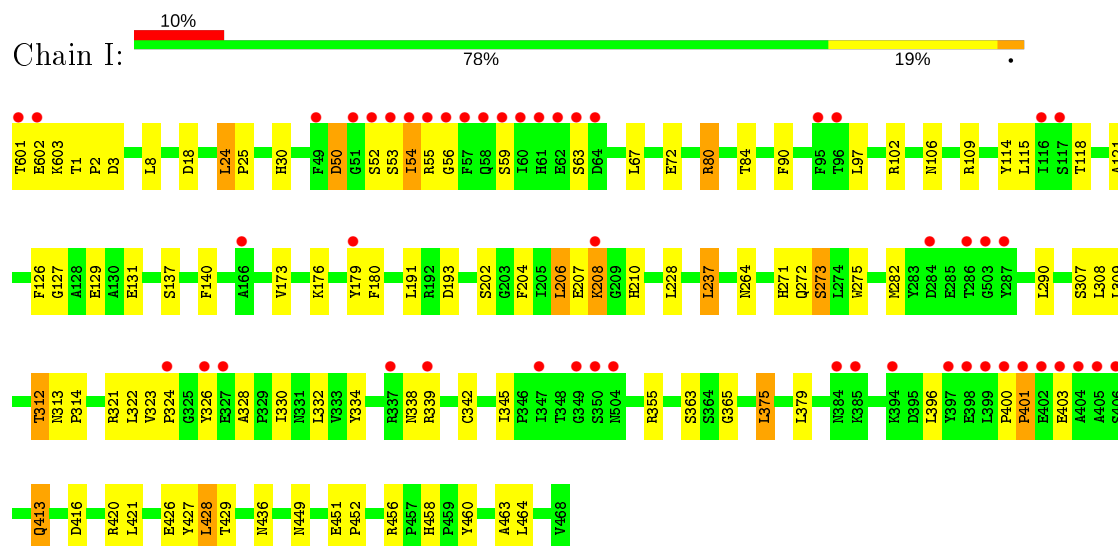 10%
Chain I:
78% 19% •
T601 E602 K603 T1 P2 D3 L8 D18 L24 P25 H30 F49 D50 G51 S52 S53 I54 R55 G56 F57 Q58 S59 I60 H61 E62 S63 D64 L67 E72 R80 T84 F90 F95 T96 L97 R102 N106 R109 Y114 L115 I116 S117 T118 A121
F126 G127 A128 E129 A130 E131 S137 F140 A166 V173 K176 Y179 F180 L191 R192 D193 S202 G203 F204 I205 L206 E207 K208 G209 H210 L228 L237 N264 H271 Q272 S273 L274 W275 M282 Y283 D284 E285 T286 G503 Y287 L290 S307 L308 L309
T312 N313 P314 R321 L322 V323 P324 G325 Y326 E327 A328 P329 I330 N331 L332 V333 Y334 R337 N338 R339 C342 I345 P346 I347 T348 G349 S350 N504 R355 S363 S364 G365 L375 L379 N384 K385 K394 D395 L396 Y397 E398 L399 P400 P401 E402 E403 A404 A405 S406
Q413 D416 R420 L421 E426 Y427 L428 T429 N436 N449 E451 P452 R456 P457 H458 P459 Y460 A463 L464 V468